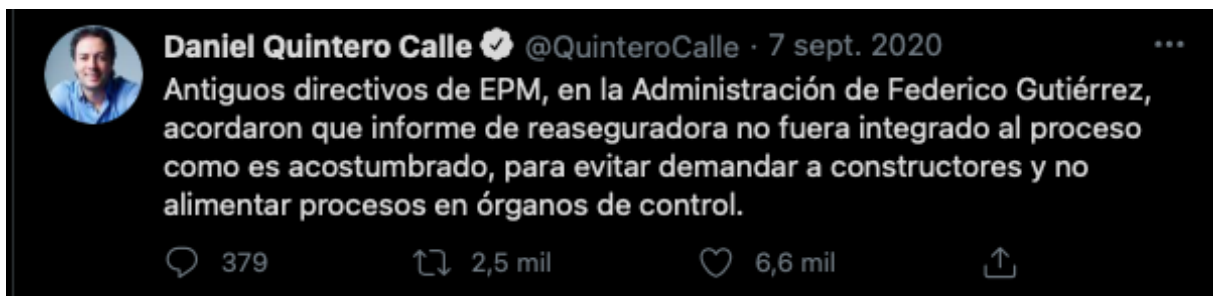 Daniel Quintero Calle @QuinteroCalle · 7 sept. 2020
Antiguos directivos de EPM, en la Administración de Federico Gutiérrez,
acordaron que informe de reaseguradora no fuera integrado al proceso
como es acostumbrado, para evitar demandar a constructores y no
alimentar procesos en órganos de control.
379 2,5 mil 6,6 mil